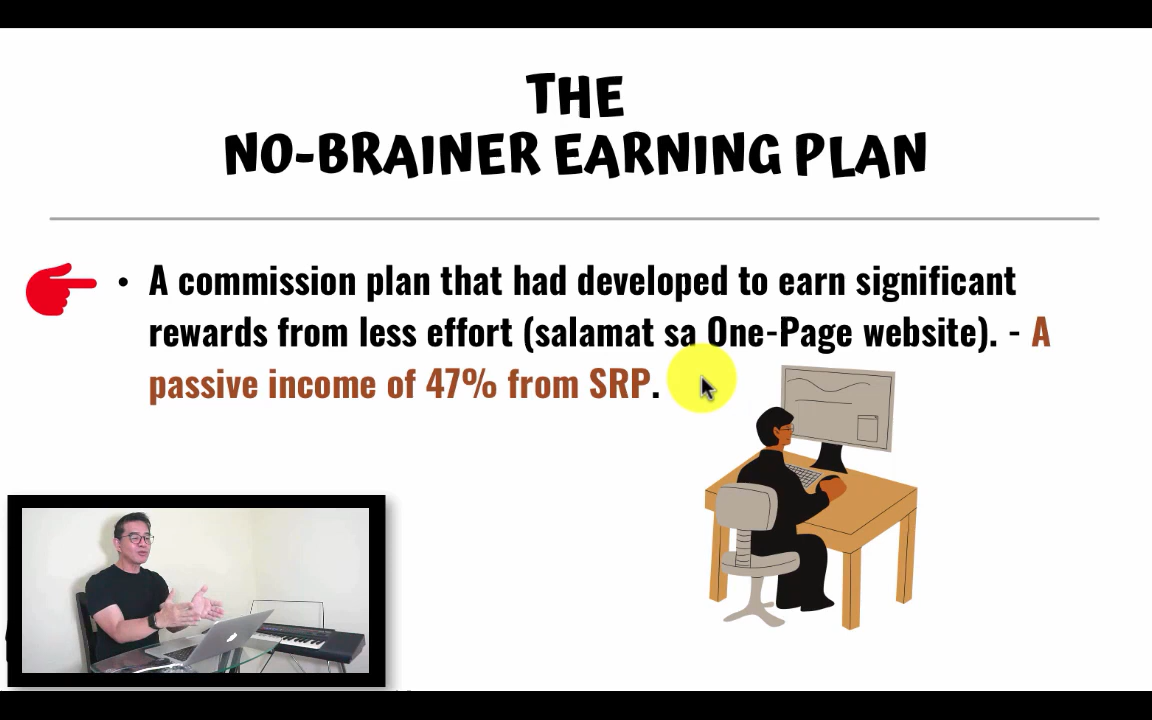 THE
NO-BRAINER EARNING PLAN
• A commission plan that had developed to earn significant
rewards from less effort (salamat sa One-Page website). - A
passive income of 47% from SRP.